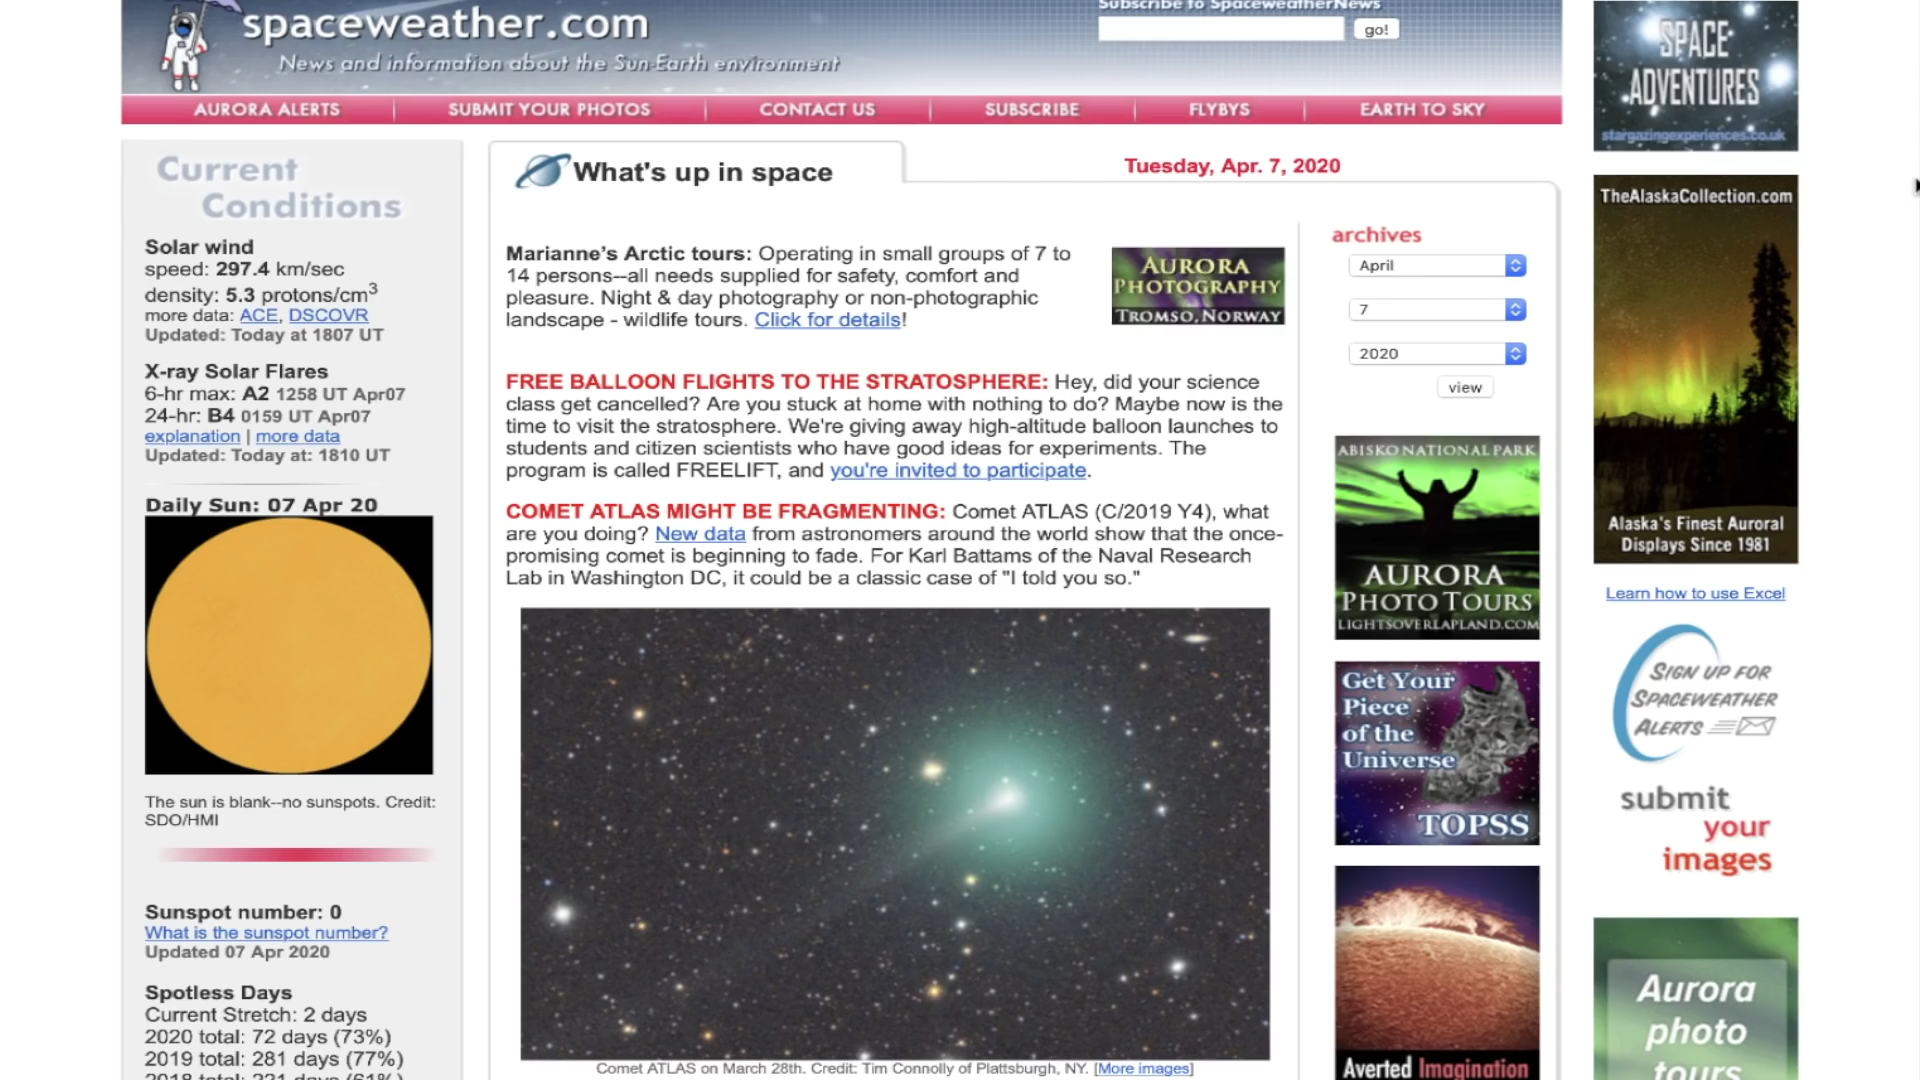 spaceweather.com
News and information about the Sun-Earth environment
Subscribe to SpaceweatherNews
go!
AURORA ALERTS
SUBMIT YOUR PHOTOS
CONTACT US
SUBSCRIBE
FLYBYS
EARTH TO SKY
Current
Conditions
Solar wind
speed: 297.4 km/sec
density: 5.3 protons/cm3
more data: ACE, DSCOVR
Updated: Today at 1807 UT
X-ray Solar Flares
6-hr max: A2 1258 UT Apr07
24-hr: B4 0159 UT Apr07
explanation | more data
Updated: Today at: 1810 UT
Daily Sun: 07 Apr 20
The sun is blank--no sunspots. Credit:
SDO/HMI
Sunspot number: 0
What is the sunspot number?
Updated 07 Apr 2020
Spotless Days
Current Stretch: 2 days
2020 total: 72 days (73%)
2019 total: 281 days (77%)
2018 total: 221 days (61%)
What's up in space
Tuesday, Apr. 7, 2020
Marianne's Arctic tours: Operating in small groups of 7 to
14 persons--all needs supplied for safety, comfort and
pleasure. Night & day photography or non-photographic
landscape - wildlife tours. Click for details!
AURORA
PHOTOGRAPHY
TROMSO, NORWAY
FREE BALLOON FLIGHTS TO THE STRATOSPHERE: Hey, did your science
class get cancelled? Are you stuck at home with nothing to do? Maybe now is the
time to visit the stratosphere. We're giving away high-altitude balloon launches to
students and citizen scientists who have good ideas for experiments. The
program is called FREELIFT, and you're invited to participate.
COMET ATLAS MIGHT BE FRAGMENTING: Comet ATLAS (C/2019 Y4), what
are you doing? New data from astronomers around the world show that the once-
promising comet is beginning to fade. For Karl Battams of the Naval Research
Lab in Washington DC, it could be a classic case of "I told you so."
Comet ATLAS on March 28th. Credit: Tim Connolly of Plattsburgh, NY. [More images]
archives
April
7
2020
view
ABISKO NATIONAL PARK
AURORA
PHOTO TOURS
LIGHTSOVERLAPLAND.COM
Get Your
Piece
of the
Universe
TOPSS
Averted Imagination
SPACE
ADVENTURES
stargazingexperiences.co.uk
TheAlaskaCollection.com
Alaska's Finest Auroral
Displays Since 1981
Learn how to use Excel
SIGN UP FOR
SPACEWEATHER
ALERTS
submit
your
images
Aurora
photo
tours